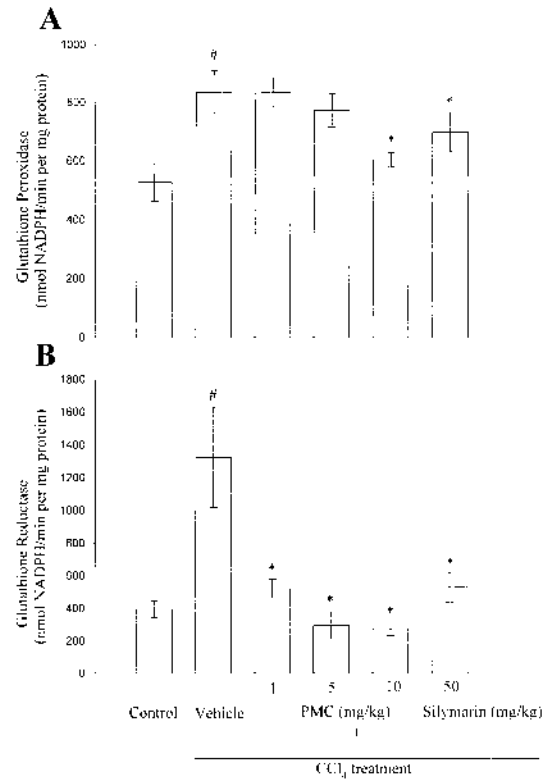 A
Glutathione Peroxidase
(nmol NADPH/min per mg protein)
1000
800
600
400
200
0
#
*
*
B
Glutathione Reductase
(nmol NADPH/min per mg protein)
1800
1600
1400
1200
1000
800
600
400
200
0
#
*
*
*
*
1
5
50
Control
Vehicle
PMC (mg/kg)
Silymarin (mg/kg)
CCl4 treatment